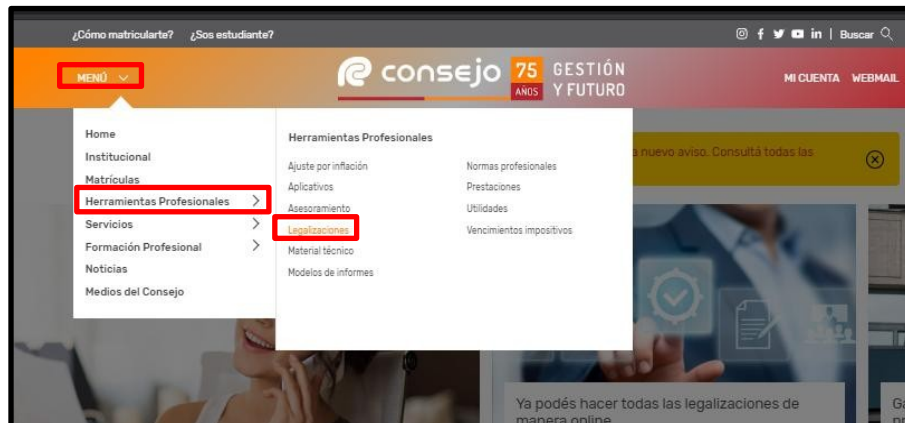 ¿Cómo matricularte? ¿Sos estudiante?
in | Buscar
MENÚ
consejo 75 AÑOS GESTIÓN Y FUTURO
MI CUENTA WEBMAIL
Home
Institucional
Matrículas
Herramientas Profesionales
Servicios
Formación Profesional
Noticias
Medios del Consejo
Herramientas Profesionales
Ajuste por inflación
Aplicativos
Asesoramiento
Legalizaciones
Material técnico
Modelos de informes
Normas profesionales
Prestaciones
Utilidades
Vencimientos impositivos
a nuevo aviso. Consultá todas las
Ya podés hacer todas las legalizaciones de
manera online